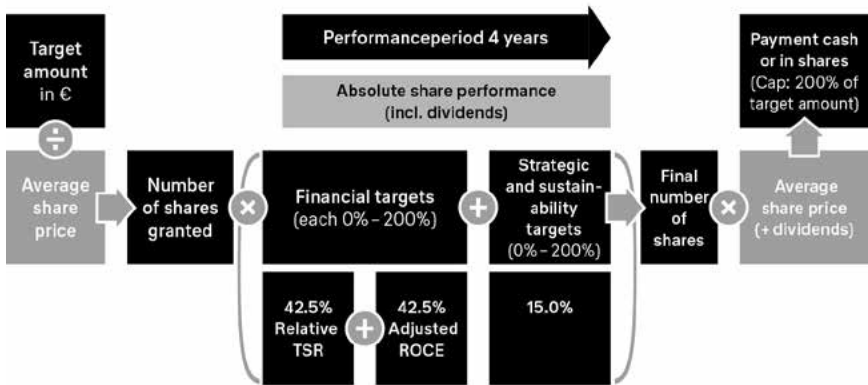 Target
amount
in €
÷
Average
share
price
Number
of shares
granted
×
Performanceperiod 4 years
Absolute share performance
(incl. dividends)
Financial targets
(each 0% – 200%)
+
Strategic
and sustain-
ability
targets
(0% – 200%)
42.5%
Relative
TSR
+
42.5%
Adjusted
ROCE
15.0%
Final
number
of
shares
×
Average
share price
(+ dividends)
Payment cash
or in shares
(Cap: 200% of
target amount)